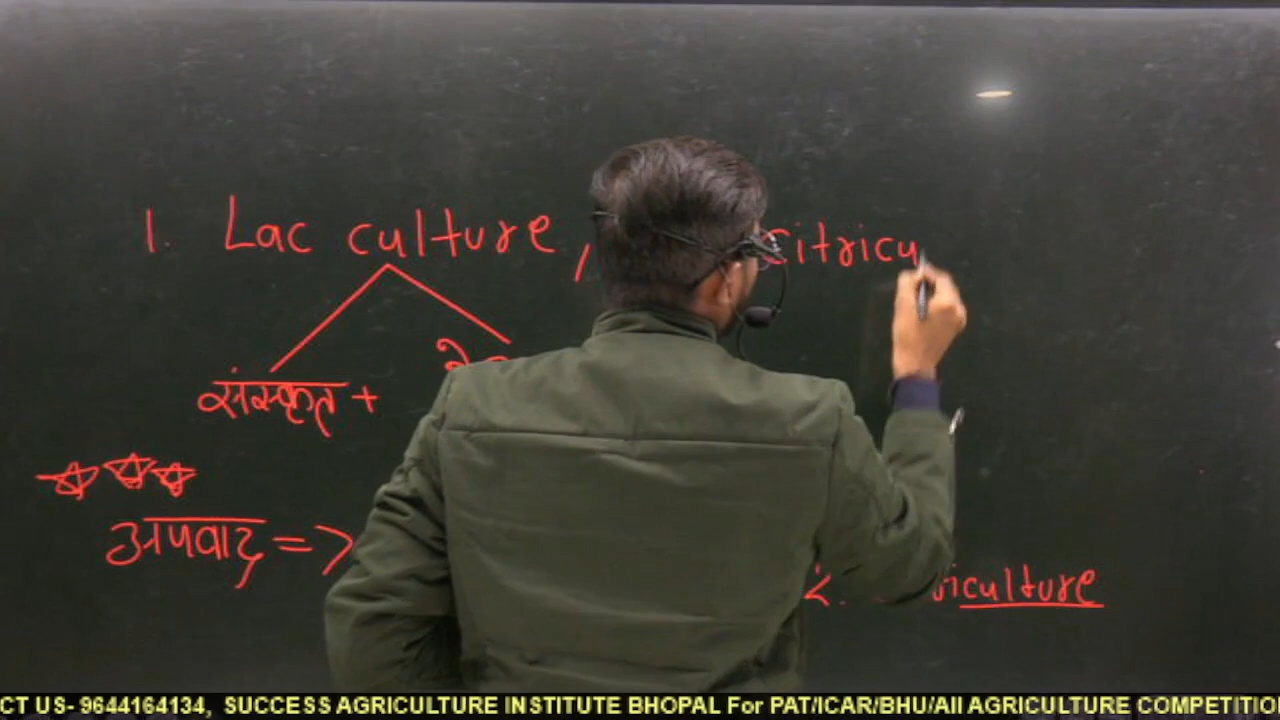 1. Lac culture , citricu
संस्कृत +
अपवाद =>
2. iculture
CT US- 9644164134, SUCCESS AGRICULTURE INSTITUTE BHOPAL For PAT/ICAR/BHU/All AGRICULTURE COMPETITIO